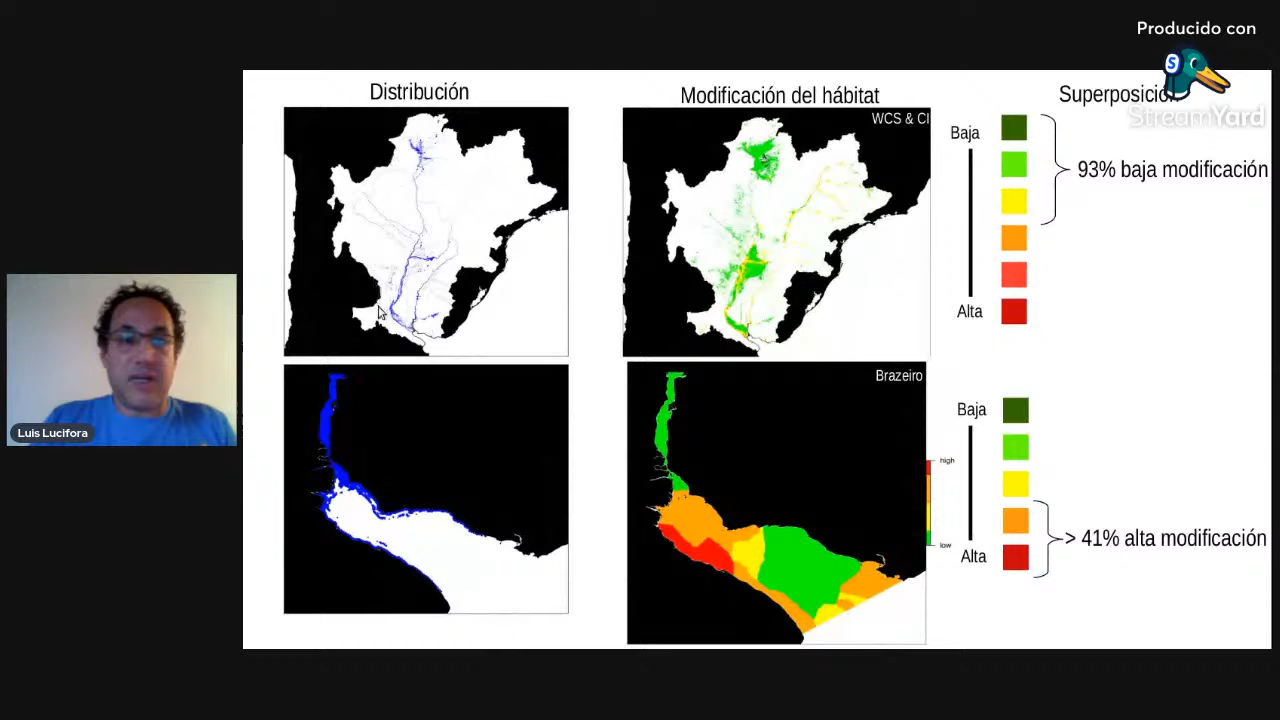 Producido con
StreamYard
Distribución
Modificación del hábitat
Superposición
WCS & CI
Baja
93% baja modificación
Alta
Brazeiro
Baja
high
low
> 41% alta modificación
Alta
Luis Lucifora